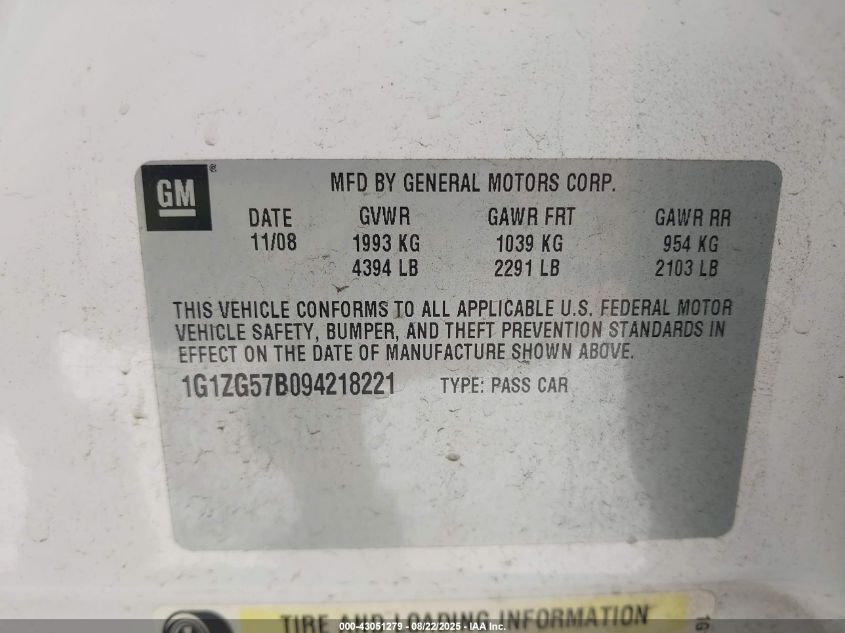 GM ®
MFD BY GENERAL MOTORS CORP.
DATE GVWR GAWR FRT GAWR RR
11/08 1993 KG 1039 KG 954 KG
4394 LB 2291 LB 2103 LB
THIS VEHICLE CONFORMS TO ALL APPLICABLE U.S. FEDERAL MOTOR
VEHICLE SAFETY, BUMPER, AND THEFT PREVENTION STANDARDS IN
EFFECT ON THE DATE OF MANUFACTURE SHOWN ABOVE.
1G1ZG57B094218221 TYPE: PASS CAR
TIRE AND LOADING INFORMATION
000-43051279 - 08/22/2025 - IAA Inc.